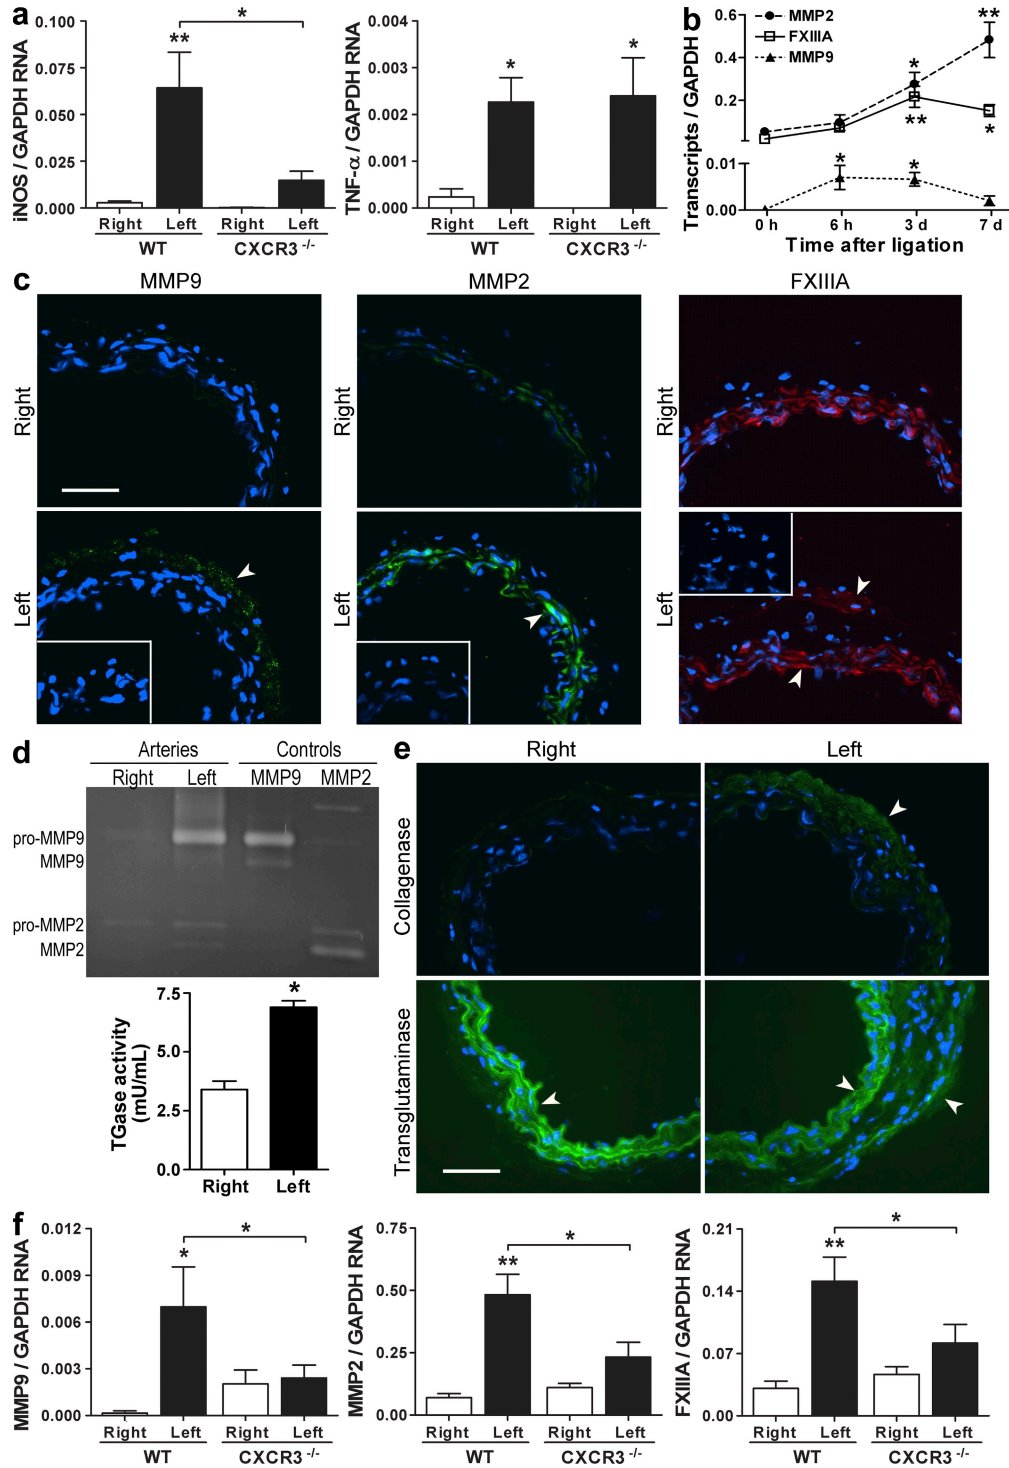 a
iNOS / GAPDH RNA
0.100
0.075
0.050
0.025
0.000
**
*
Right Left Right Left
WT CXCR3 -/-
TNF-α / GAPDH RNA
0.004
0.003
0.002
0.001
0.000
*
*
Right Left Right Left
WT CXCR3 -/-
b
Transcripts / GAPDH
0.6
0.4
0.2
0.01
0.00
MMP2
FXIIIA
MMP9
*
**
**
*
*
*
0 h 6 h 3 d 7 d
Time after ligation
c
MMP9 MMP2 FXIIIA
Right Right Right
Left Left Left
d
Arteries Controls
Right Left MMP9 MMP2
pro-MMP9
MMP9
pro-MMP2
MMP2
TGase activity
(mU/mL)
7.5
5.0
2.5
0.0
*
Right Left
e
Right Left
Collagenase
Transglutaminase
f
MMP9 / GAPDH RNA
0.012
0.009
0.006
0.003
0.000
*
*
Right Left Right Left
WT CXCR3 -/-
MMP2 / GAPDH RNA
0.75
0.50
0.25
0.00
**
*
Right Left Right Left
WT CXCR3 -/-
FXIIIA / GAPDH RNA
0.21
0.14
0.07
0.00
**
*
Right Left Right Left
WT CXCR3 -/-